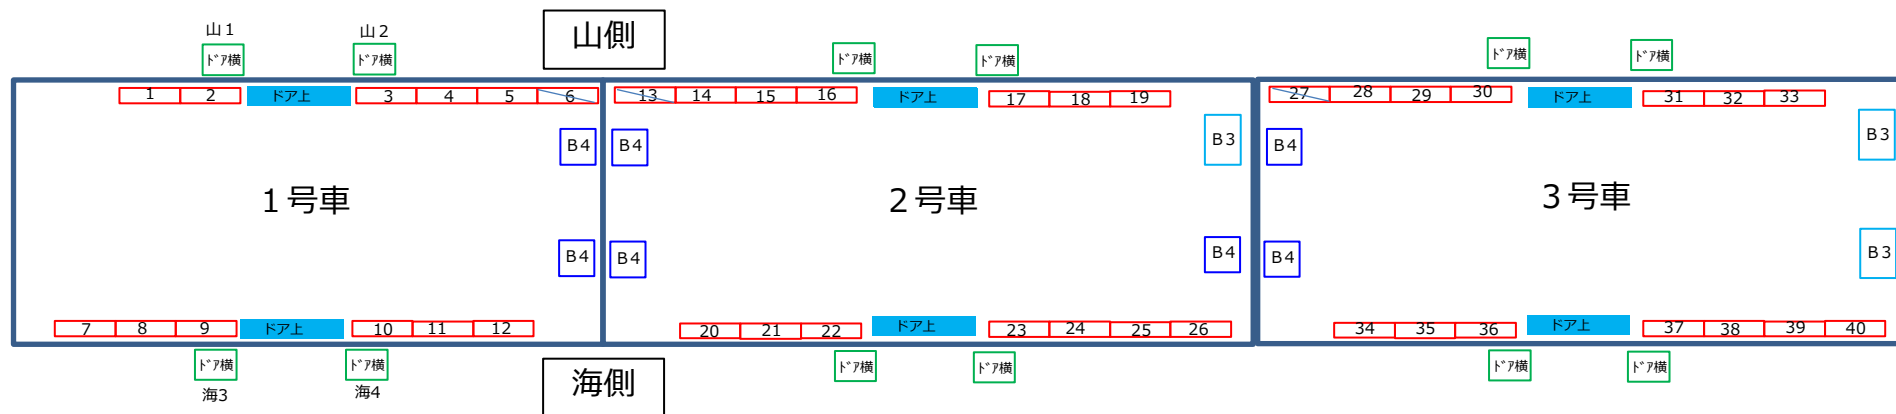 山1 山2 山側
ドア横 ドア横 ドア横 ドア横 ドア横 ドア横
1 2 ドア上 3 4 5 6 13 14 15 16 ドア上 17 18 19 27 28 29 30 ドア上 31 32 33
B4 B4 B3 B4 B3
1号車 2号車 3号車
B4 B4 B4 B4 B3
7 8 9 ドア上 10 11 12 20 21 22 ドア上 23 24 25 26 34 35 36 ドア上 37 38 39 40
ドア横 ドア横 ドア横 ドア横 ドア横 ドア横
海3 海4 海側